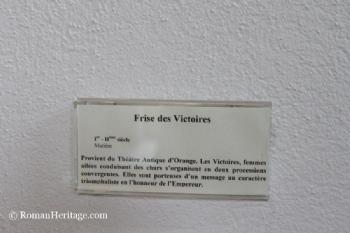 Frise des Victoires
Ier - IIème siècle
Matière
Provient du Théâtre Antique d'Orange. Les Victoires, femmes
ailées conduisant des chars s'organisent en deux processions
convergentes. Elles sont porteuses d'un message au caractère
triomphaliste en l'honneur de l'Empereur.
© RomanHeritage.com